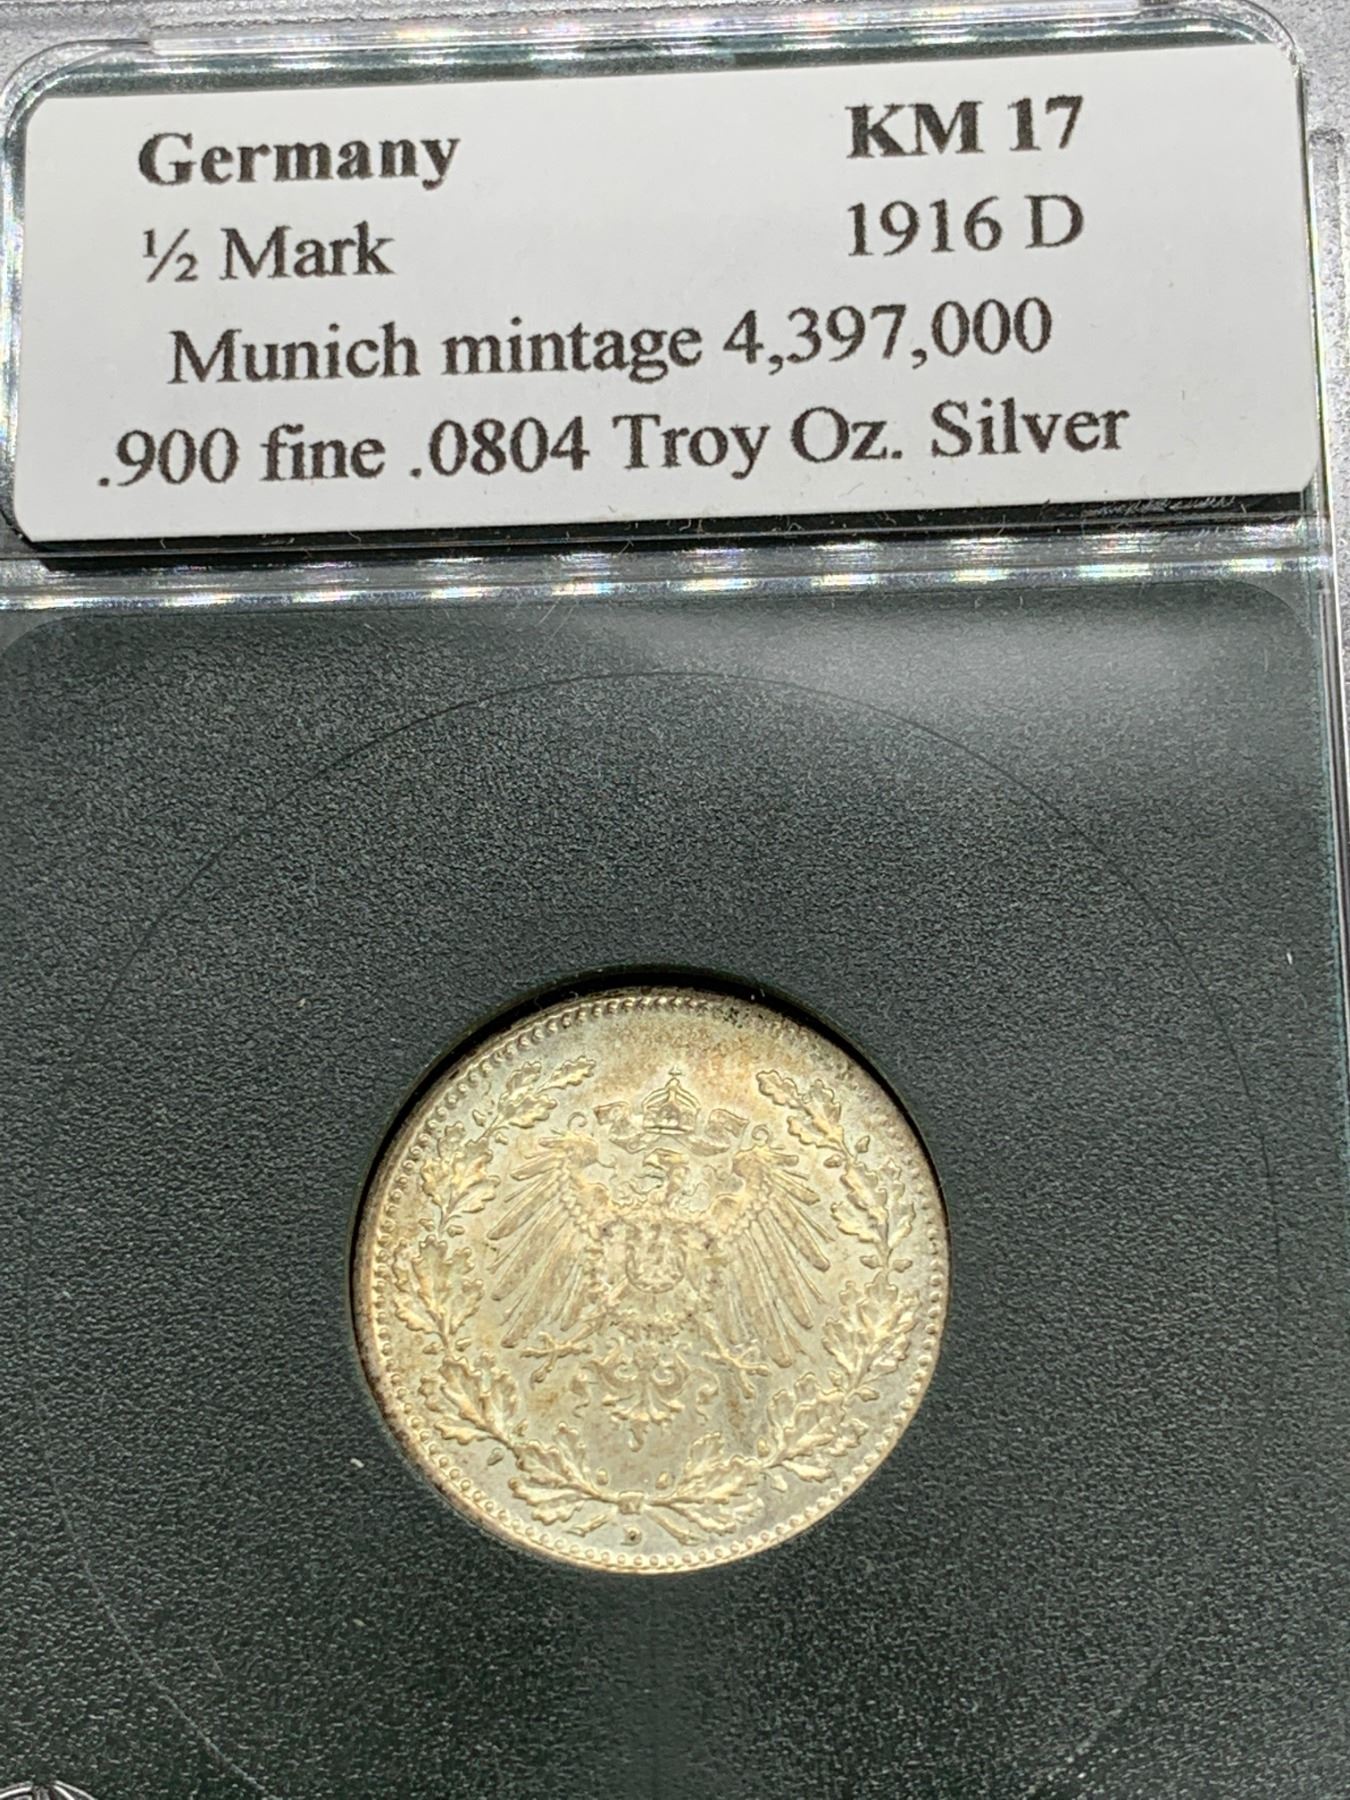 Germany KM 17
½ Mark 1916 D
Munich mintage 4,397,000
.900 fine .0804 Troy Oz. Silver
D